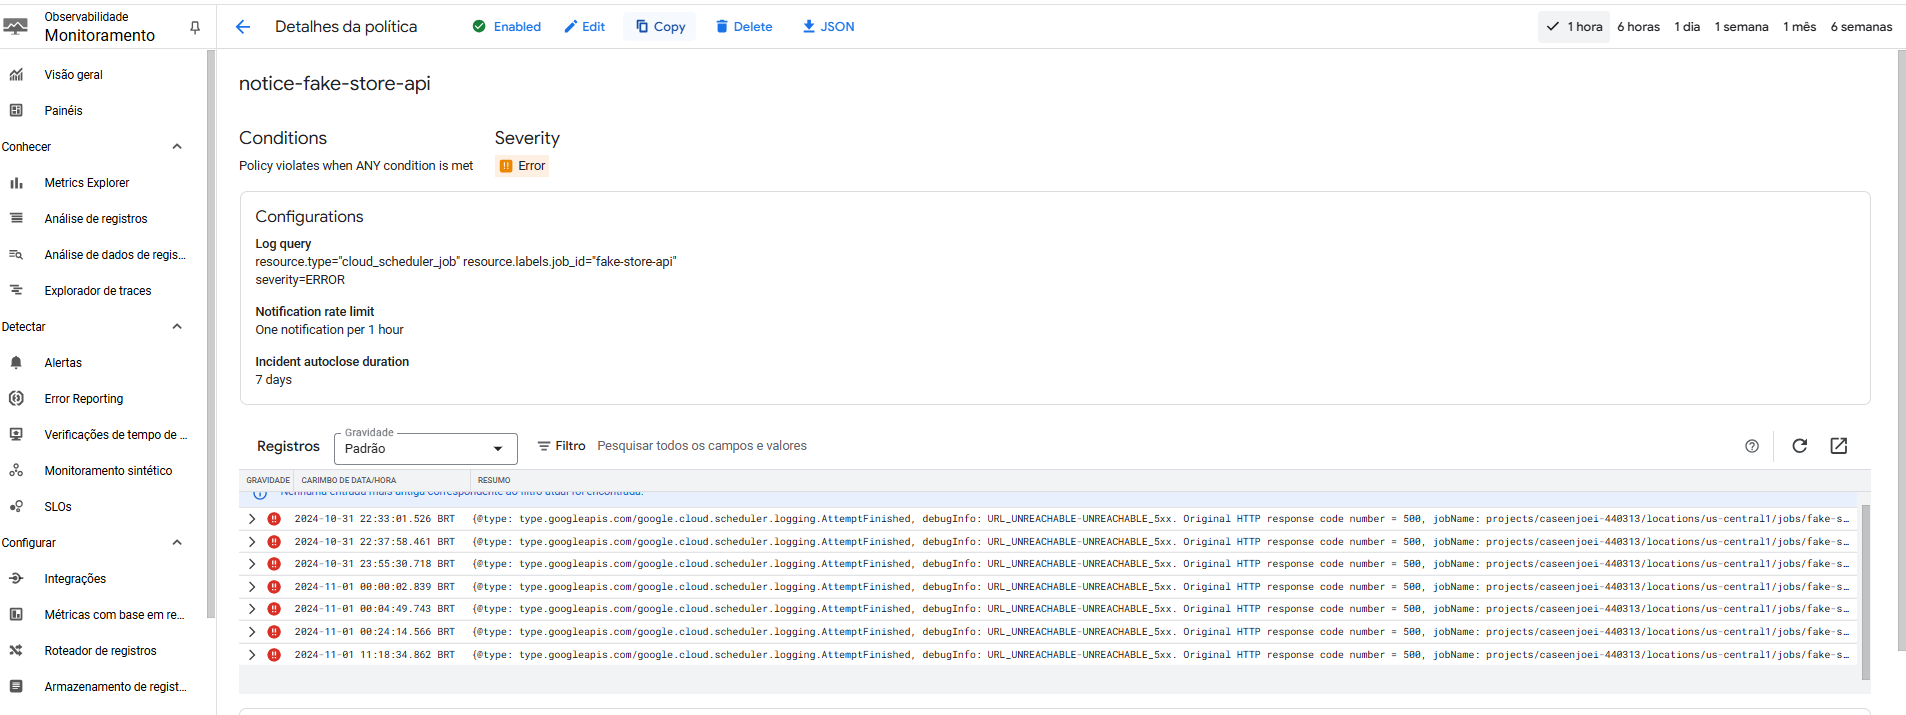 Observabilidade
Monitoramento
Detalhes da política
Enabled
Edit
Copy
Delete
JSON
1 hora
6 horas
1 dia
1 semana
1 mês
6 semanas
Visão geral
Painéis
Conhecer
Metrics Explorer
Análise de registros
Análise de dados de regis...
Explorador de traces
Detectar
Alertas
Error Reporting
Verificações de tempo de ...
Monitoramento sintético
SLOs
Configurar
Integrações
Métricas com base em re...
Roteador de registros
Armazenamento de regist...
notice-fake-store-api
Conditions
Policy violates when ANY condition is met
Severity
Error
Configurations
Log query
resource.type="cloud_scheduler_job" resource.labels.job_id="fake-store-api"
severity=ERROR
Notification rate limit
One notification per 1 hour
Incident autoclose duration
7 days
Registros
Gravidade
Padrão
Filtro
Pesquisar todos os campos e valores
GRAVIDADE CARIMBO DE DATA/HORA RESUMO
Nenhuma entrada mais antiga correspondente ao filtro atual foi encontrada.
2024-10-31 22:33:01.526 BRT {@type: type.googleapis.com/google.cloud.scheduler.logging.AttemptFinished, debugInfo: URL_UNREACHABLE-UNREACHABLE_5xx. Original HTTP response code number = 500, jobName: projects/caseenjoei-440313/locations/us-central1/jobs/fake-s...
2024-10-31 22:37:58.461 BRT {@type: type.googleapis.com/google.cloud.scheduler.logging.AttemptFinished, debugInfo: URL_UNREACHABLE-UNREACHABLE_5xx. Original HTTP response code number = 500, jobName: projects/caseenjoei-440313/locations/us-central1/jobs/fake-s...
2024-10-31 23:55:30.718 BRT {@type: type.googleapis.com/google.cloud.scheduler.logging.AttemptFinished, debugInfo: URL_UNREACHABLE-UNREACHABLE_5xx. Original HTTP response code number = 500, jobName: projects/caseenjoei-440313/locations/us-central1/jobs/fake-s...
2024-11-01 00:00:02.839 BRT {@type: type.googleapis.com/google.cloud.scheduler.logging.AttemptFinished, debugInfo: URL_UNREACHABLE-UNREACHABLE_5xx. Original HTTP response code number = 500, jobName: projects/caseenjoei-440313/locations/us-central1/jobs/fake-s...
2024-11-01 00:04:49.743 BRT {@type: type.googleapis.com/google.cloud.scheduler.logging.AttemptFinished, debugInfo: URL_UNREACHABLE-UNREACHABLE_5xx. Original HTTP response code number = 500, jobName: projects/caseenjoei-440313/locations/us-central1/jobs/fake-s...
2024-11-01 00:24:14.566 BRT {@type: type.googleapis.com/google.cloud.scheduler.logging.AttemptFinished, debugInfo: URL_UNREACHABLE-UNREACHABLE_5xx. Original HTTP response code number = 500, jobName: projects/caseenjoei-440313/locations/us-central1/jobs/fake-s...
2024-11-01 11:18:34.862 BRT {@type: type.googleapis.com/google.cloud.scheduler.logging.AttemptFinished, debugInfo: URL_UNREACHABLE-UNREACHABLE_5xx. Original HTTP response code number = 500, jobName: projects/caseenjoei-440313/locations/us-central1/jobs/fake-s...